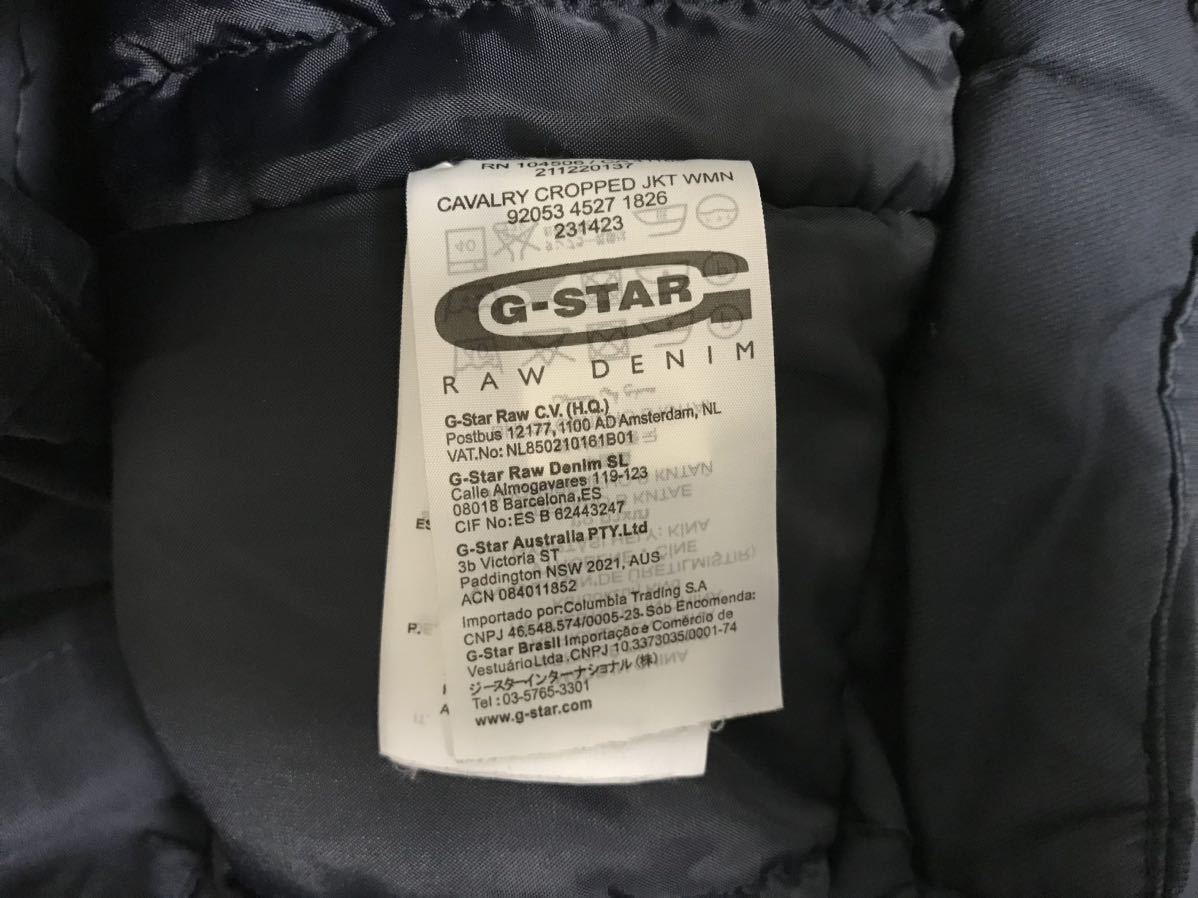 RN 104506 /
211220137
CAVALRY CROPPED JKT WMN
92053 4527 1826
231423
40
G-STAR
RAW DENIM
G-Star Raw C.V. (H.Q.)
Postbus 12177, 1100 AD Amsterdam, NL
VAT.No: NL850210161B01
G-Star Raw Denim SL
Calle Almogavares 119-123
08018 Barcelona,ES
CIF No: ES B 62443247
G-Star Australia PTY.Ltd
3b Victoria ST
Paddington NSW 2021, AUS
ACN 084011852
Importado por:Columbia Trading S.A
CNPJ 46.548.574/0005-23- Sob Encomenda:
G-Star Brasil Importação e Comércio de
Vestuário Ltda, CNPJ 10.3373035/0001-74
ジースターインターナショナル (株)
Tel : 03-5765-3301
www.g-star.com